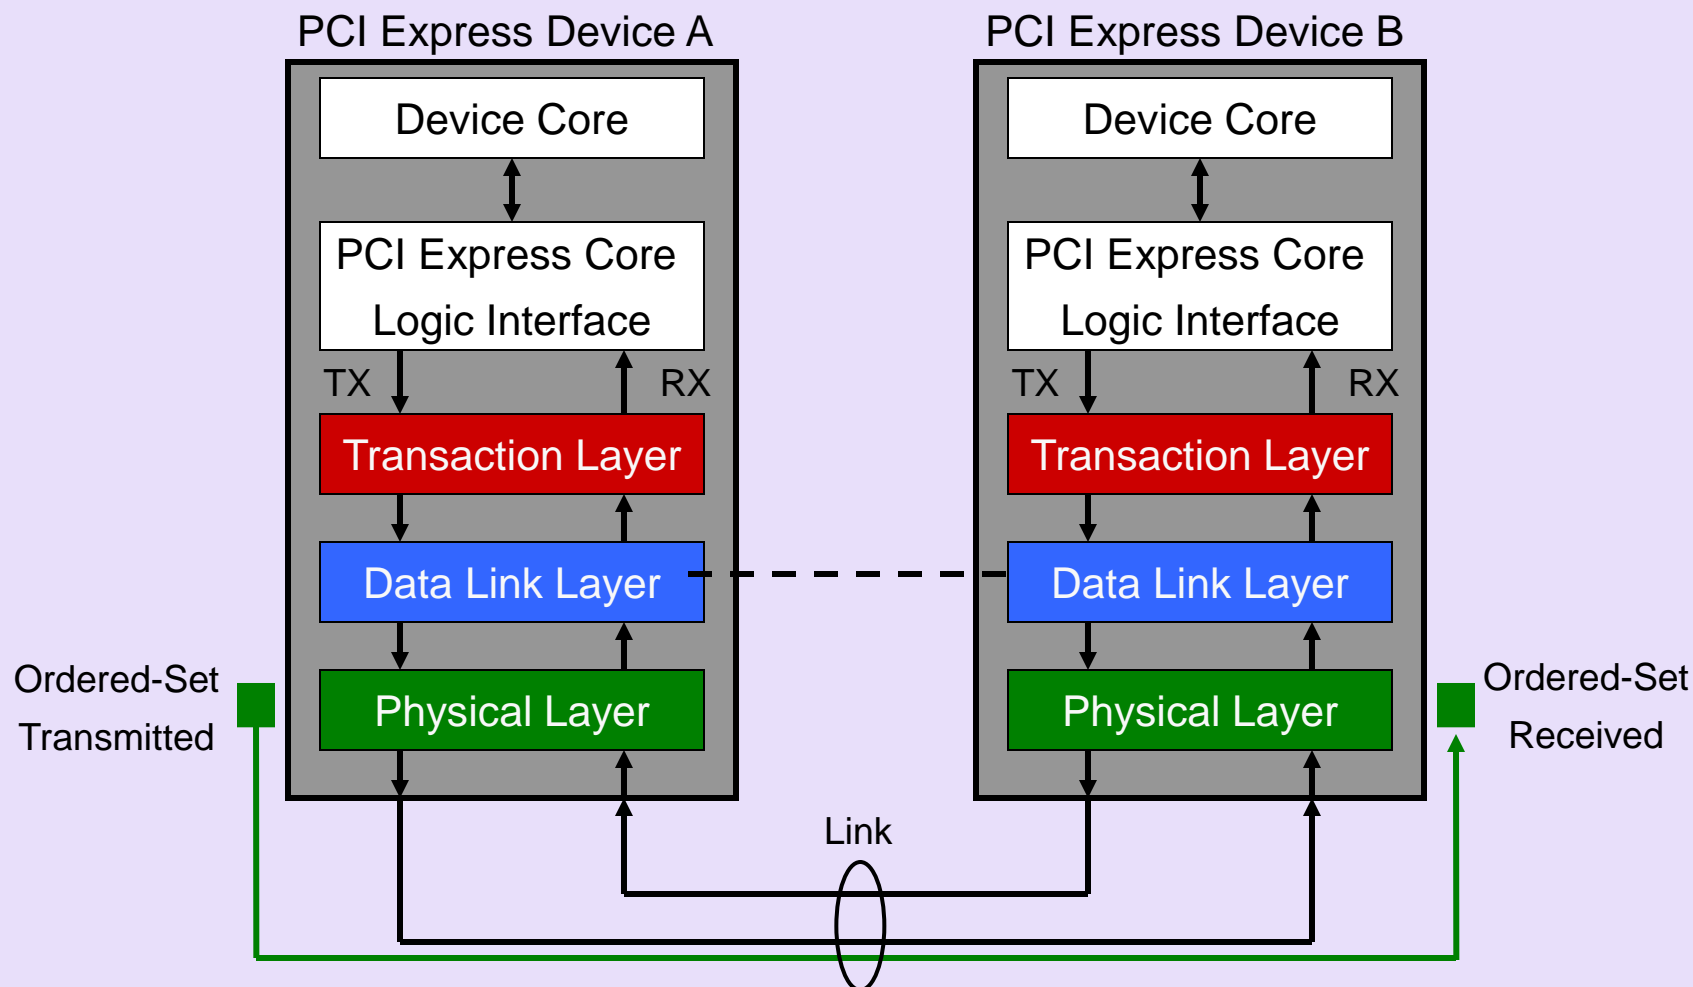 PCI Express Device A
Device Core
PCI Express Core
Logic Interface
TX
RX
Transaction Layer
Data Link Layer
Physical Layer
Ordered-Set
Transmitted
PCI Express Device B
Device Core
PCI Express Core
Logic Interface
TX
RX
Transaction Layer
Data Link Layer
Physical Layer
Ordered-Set
Received
Link